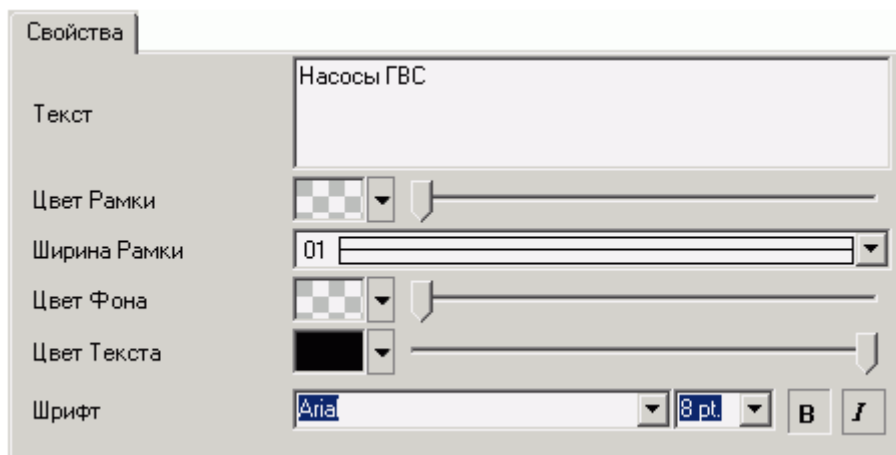 Свойства
Текст
Насосы ГВС
Цвет Рамки
Ширина Рамки 01
Цвет Фона
Цвет Текста
Шрифт Arial 8 pt. B I